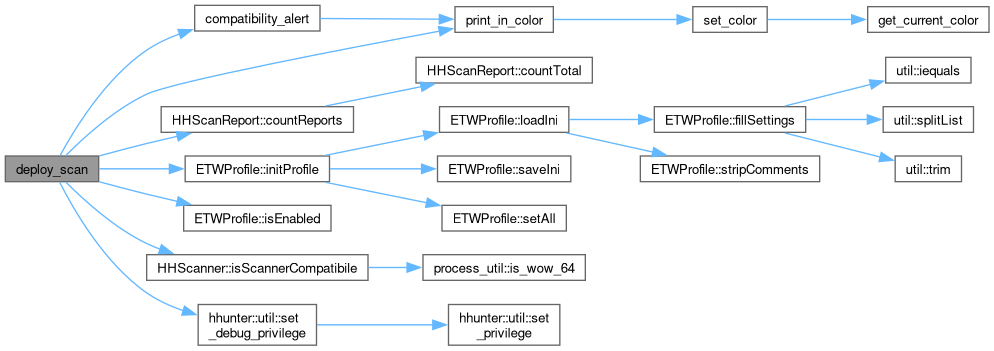 compatibility_alert
print_in_color
set_color
get_current_color
HHScanReport::countTotal
util::iequals
HHScanReport::countReports
ETWProfile::loadIni
ETWProfile::fillSettings
util::splitList
deploy_scan
ETWProfile::initProfile
ETWProfile::saveIni
ETWProfile::stripComments
util::trim
ETWProfile::isEnabled
ETWProfile::setAll
HHScanner::isScannerCompatibile
process_util::is_wow_64
hhunter::util::set
_debug_privilege
hhunter::util::set
_privilege